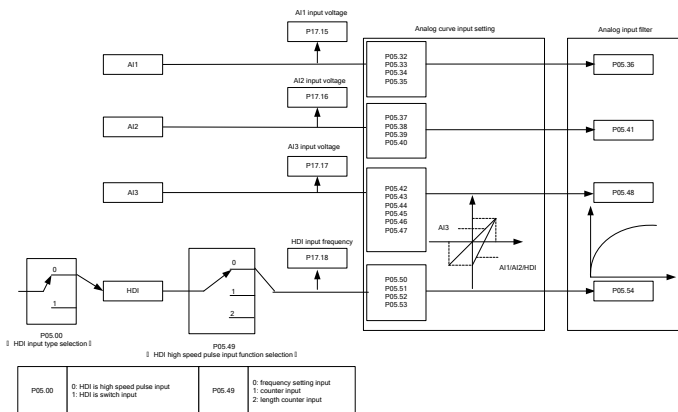 AI1 input voltage
Analog curve input setting
Analog input filter
P17.15
AI1
P05.32
P05.33
P05.34
P05.35
P05.36
AI2 input voltage
P17.16
AI2
P05.37
P05.38
P05.39
P05.40
P05.41
AI3 input voltage
P17.17
AI3
P05.42
P05.43
P05.44
P05.45
P05.46
P05.47
P05.48
AI3
AI1/AI2/HDI
HDI input frequency
P17.18
0
1
HDI
0
1
2
P05.50
P05.51
P05.52
P05.53
P05.54
P05.00
HDI input type selection
P05.49
HDI high speed pulse input function selection
P05.00
0: HDI is high speed pulse input
1: HDI is switch input
P05.49
0: frequency setting input
1: counter input
2: length counter input